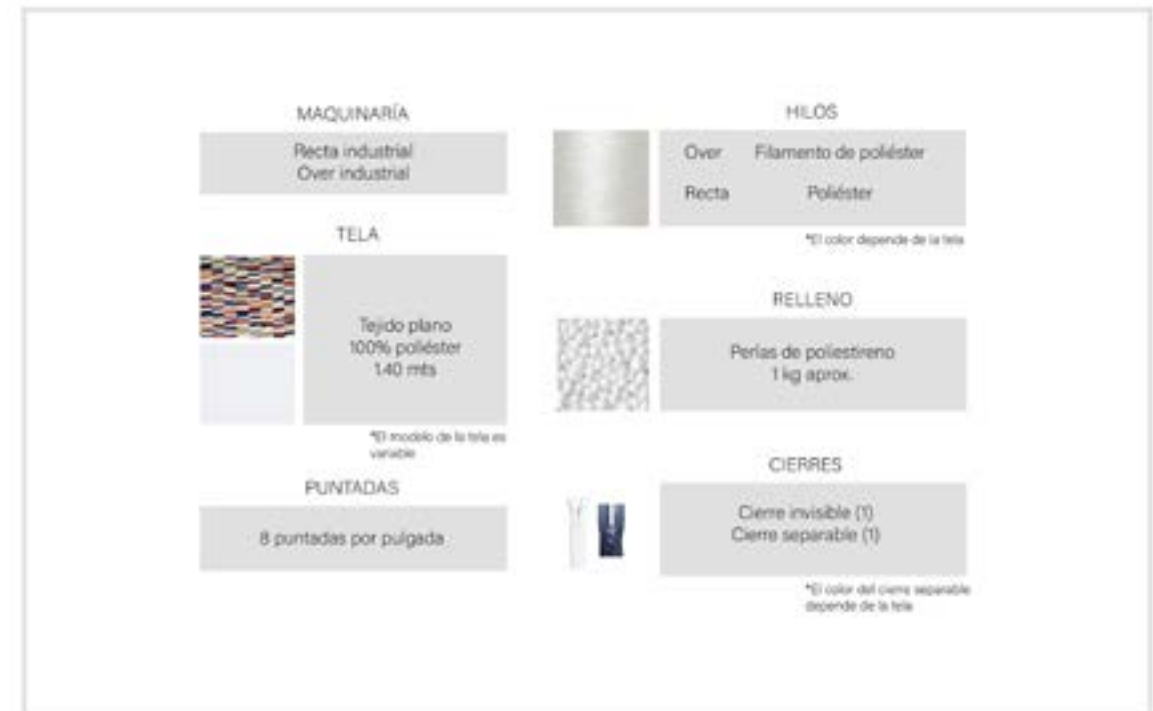 MAQUINARÍA
Recta industrial
Over industrial
TELA
Tejido plano
100% poliéster
1.40 mts
*El modelo de la tela es
variable
PUNTADAS
8 puntadas por pulgada
HILOS
Over Filamento de poliéster
Recta Poliéster
*El color depende de la tela
RELLENO
Perlas de poliestireno
1 kg aprox.
CIERRES
Cierre invisible (1)
Cierre separable (1)
*El color del cierre separable
depende de la tela